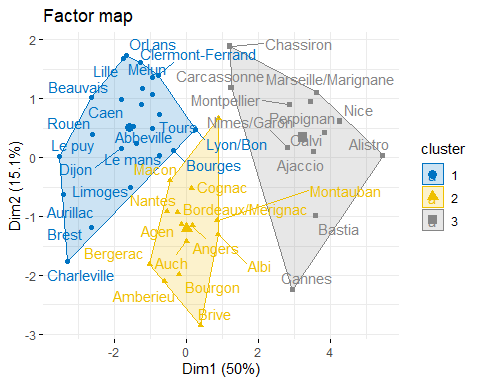 Factor map
2
1
0
-1
-2
-3
Dim2 (15.1%)
OrLans
Chassiron
Clermont-Ferrand
Lille
Melun
Carcassonne
Marseille/Marignane
Beauvais
Montpellier
Caen
Nice
Perpignan
Rouen
Tours
Nimes/Garon
Abbeville
Calvi
Le puy
Lyon/Bon
Alistro
Le mans
Dijon
Macon
Bourges
Ajaccio
Limoges
Cognac
Montauban
Nantes
Bordeaux/Merignac
Aurillac
Brest
Agen
Bastia
Bergerac
Angers
Auch
Albi
Charleville
Cannes
Amberieu
Bourgon
Brive
-2
0
2
4
Dim1 (50%)
cluster
a 1
a 2
a 3